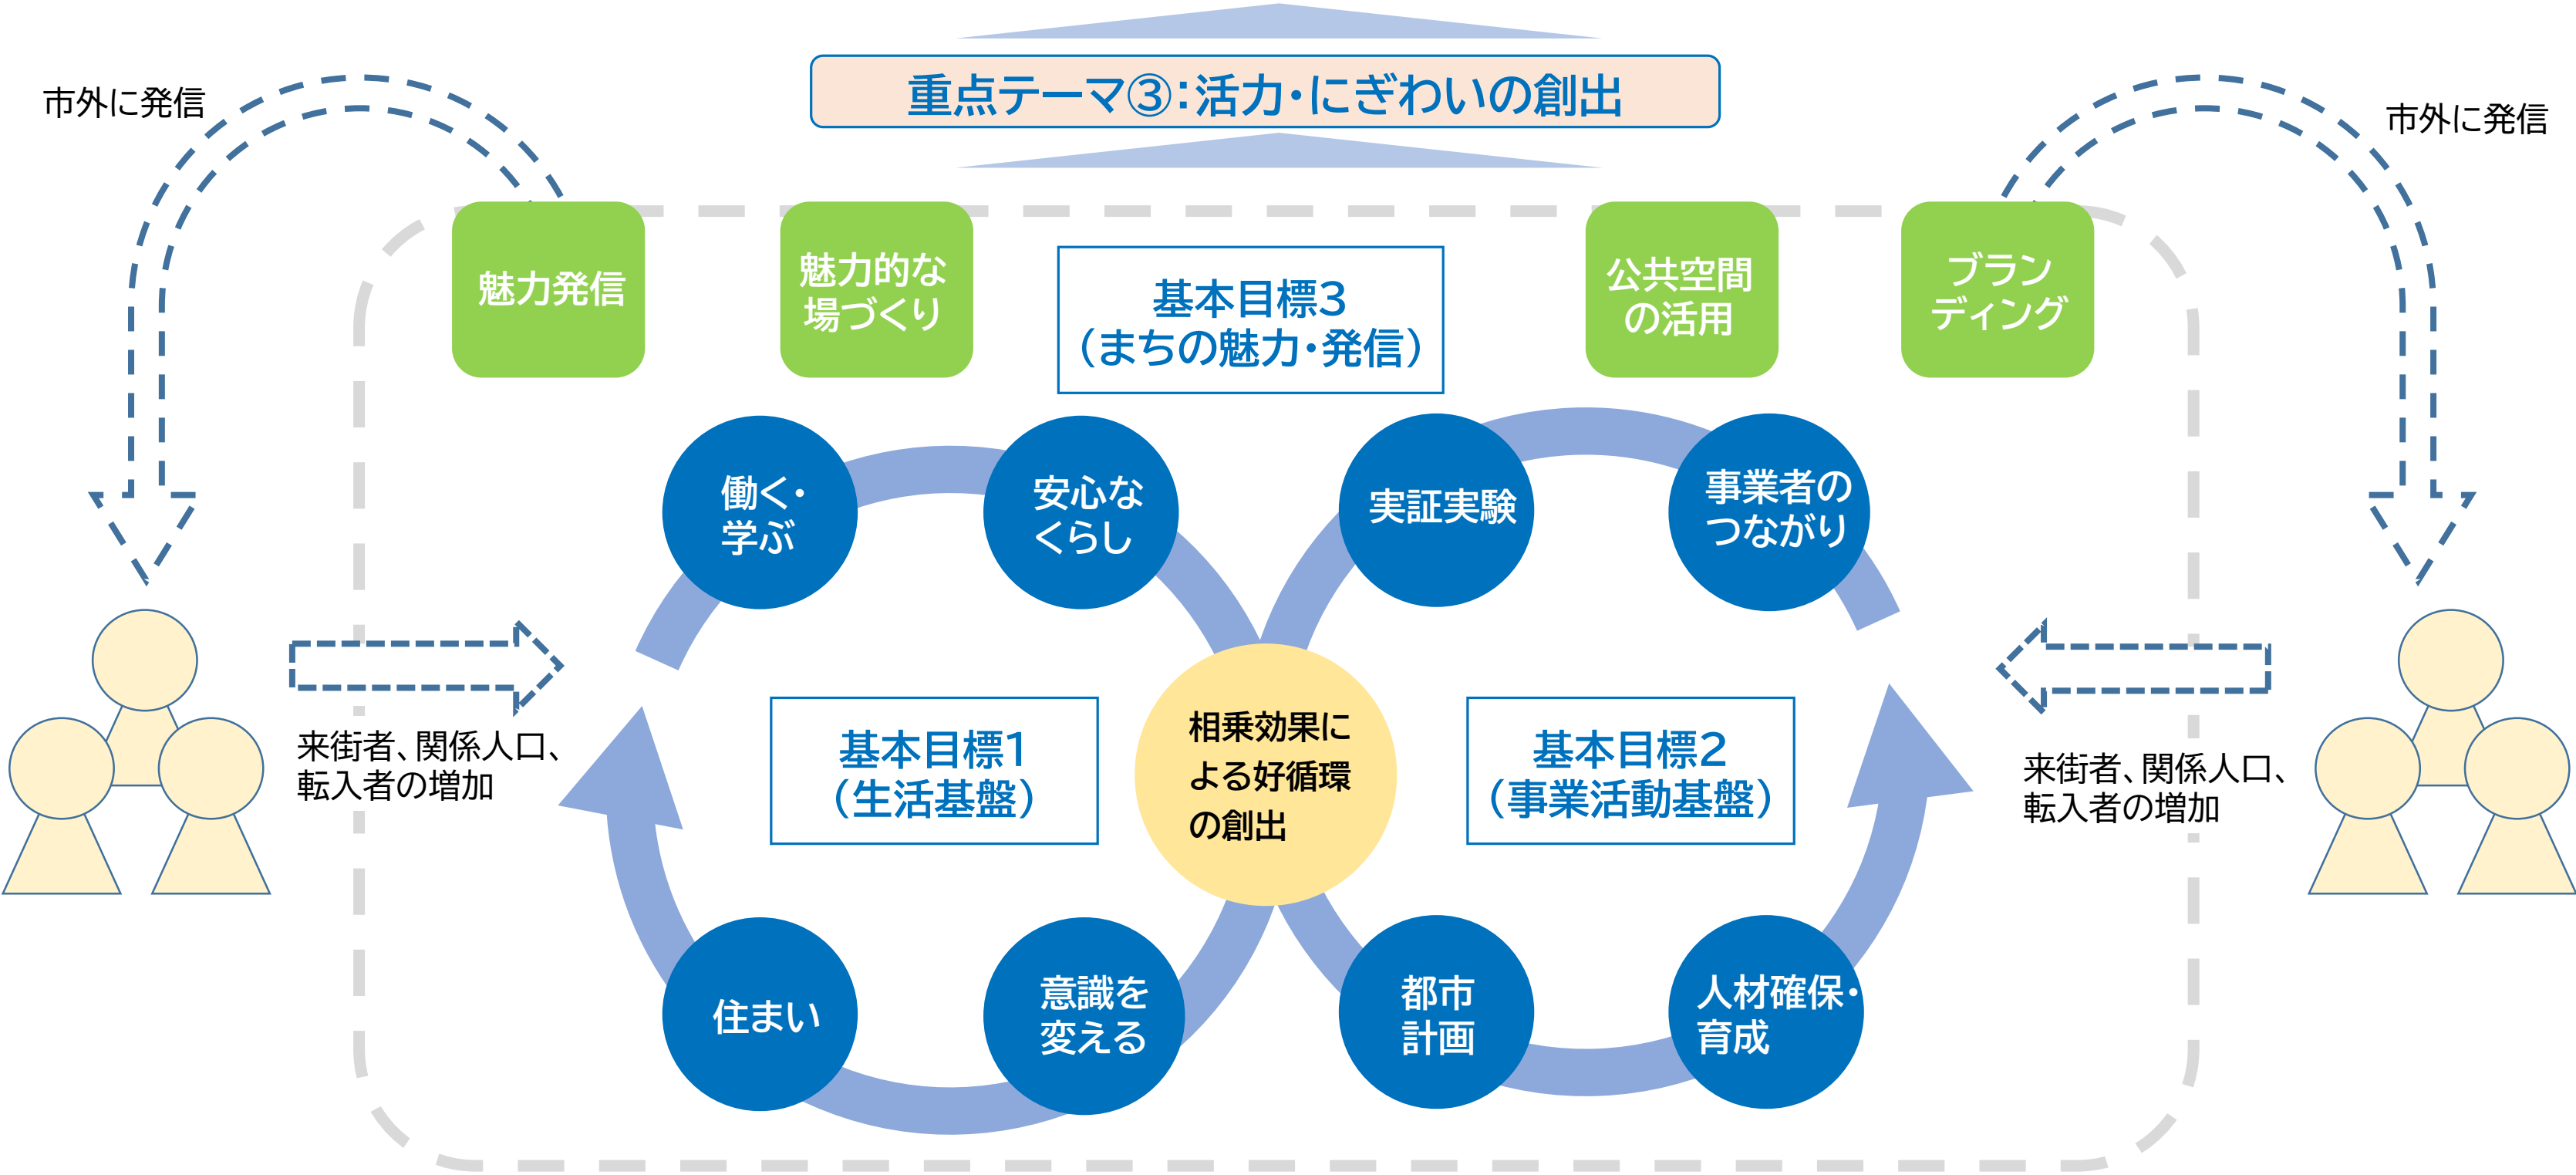 重点テーマ③：活力・にぎわいの創出
市外に発信
市外に発信
魅力発信
魅力的な
場づくり
基本目標3
（まちの魅力・発信）
公共空間
の活用
ブラン
ディング
働く・
学ぶ
安心な
くらし
実証実験
事業者の
つながり
来街者、関係人口、
転入者の増加
基本目標1
（生活基盤）
相乗効果に
よる好循環
の創出
基本目標2
（事業活動基盤）
来街者、関係人口、
転入者の増加
住まい
意識を
変える
都市
計画
人材確保・
育成